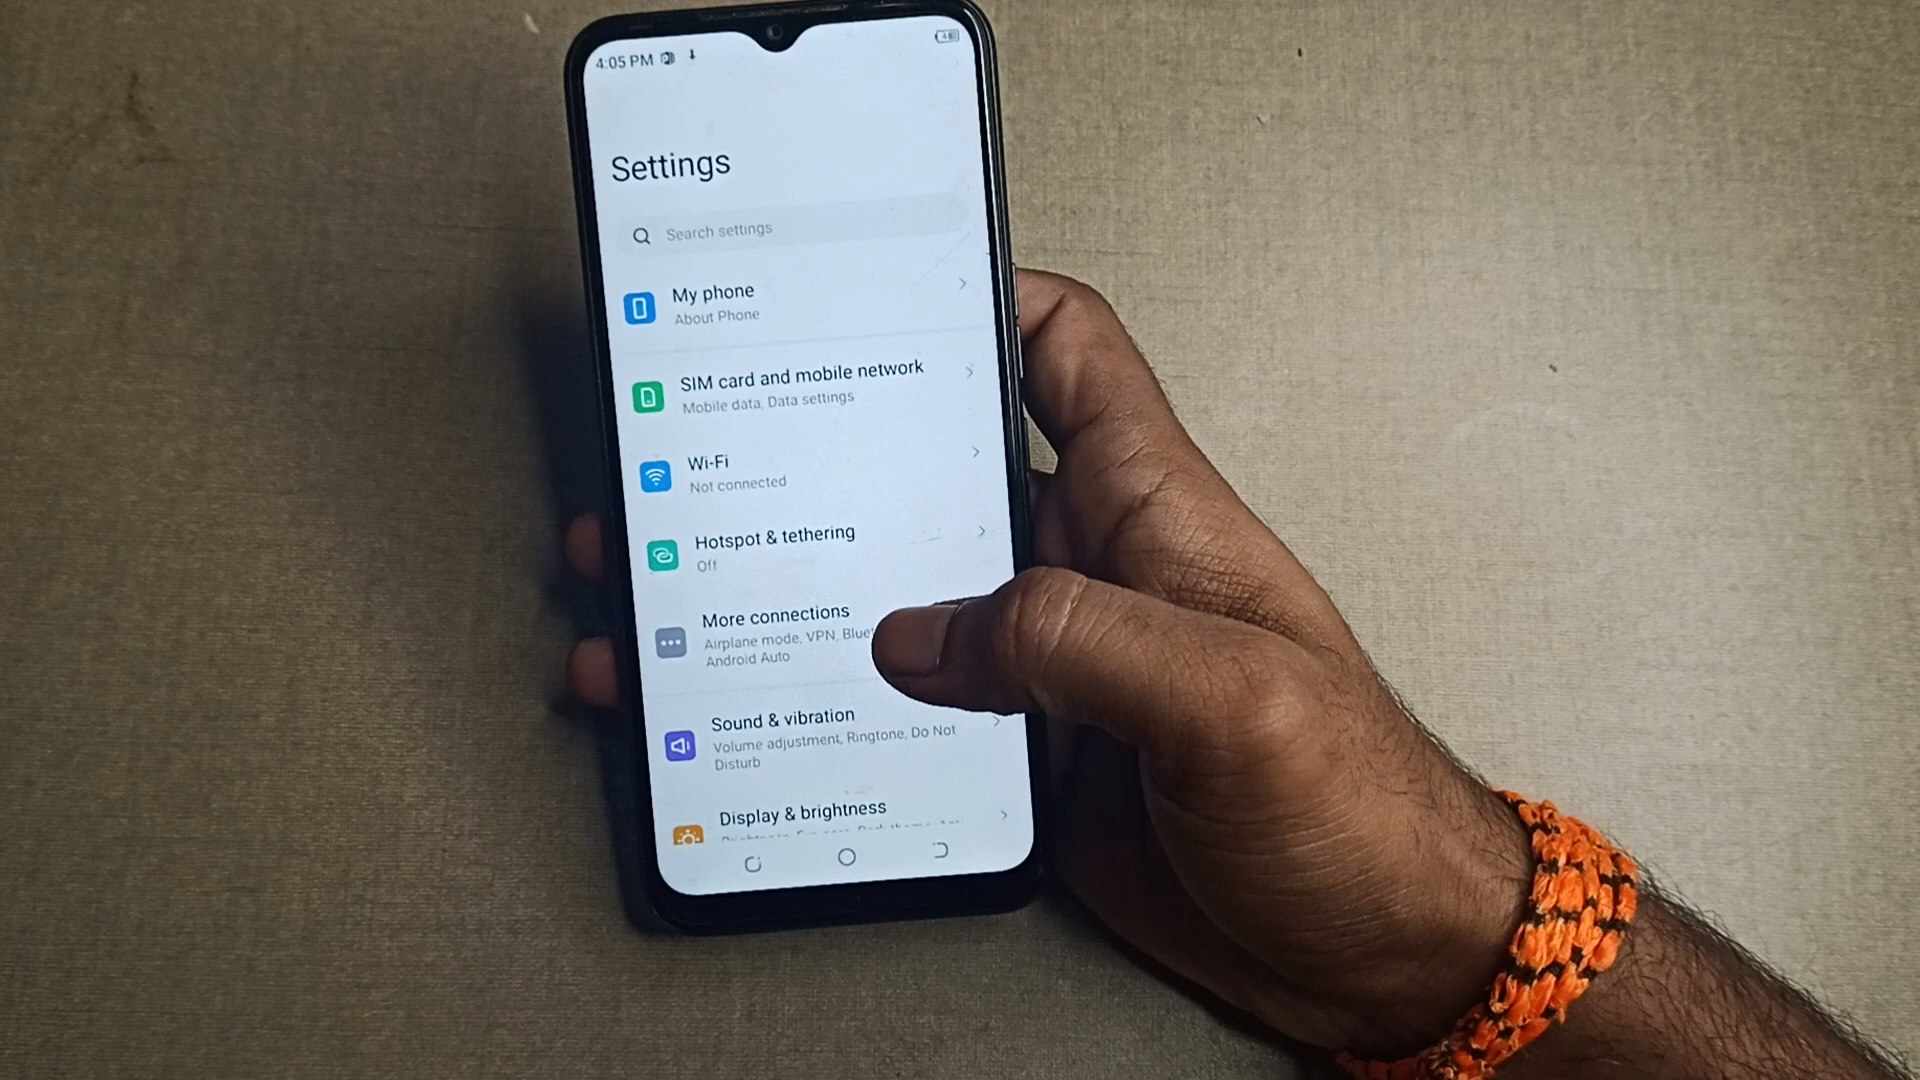 4:05 PM
Settings
Search settings
My phone
About Phone
SIM card and mobile network
Mobile data, Data settings
Wi-Fi
Not connected
Hotspot & tethering
Off
More connections
Airplane mode, VPN,
Android Auto
Sound & vibration
Volume adjustment, Ringtone, Do Not
Disturb
Display & brightness